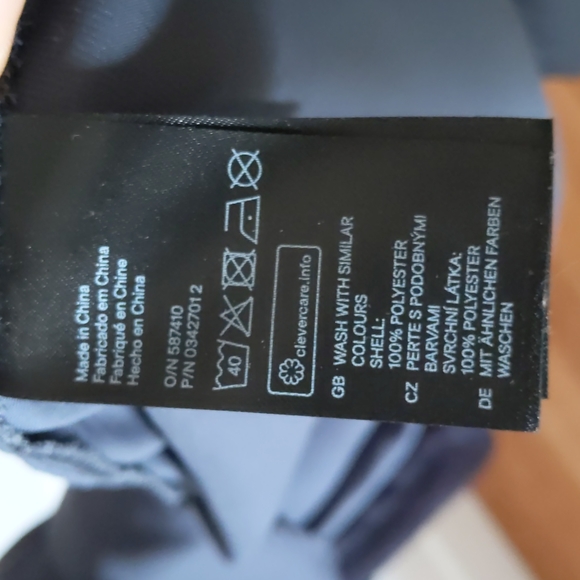 Made in China
Fabricado em China
Fabriqué en Chine
Hecho en China
O/N 587410
P/N 03427012
40
clevercare.info
GB WASH WITH SIMILAR
COLOURS
SHELL:
100% POLYESTER
CZ PERTE S PODOBNÝMI
BARVAMI
SVRCHNÍ LÁTKA:
100% POLYESTER
DE MIT ÄHNLICHEN FARBEN
WASCHEN